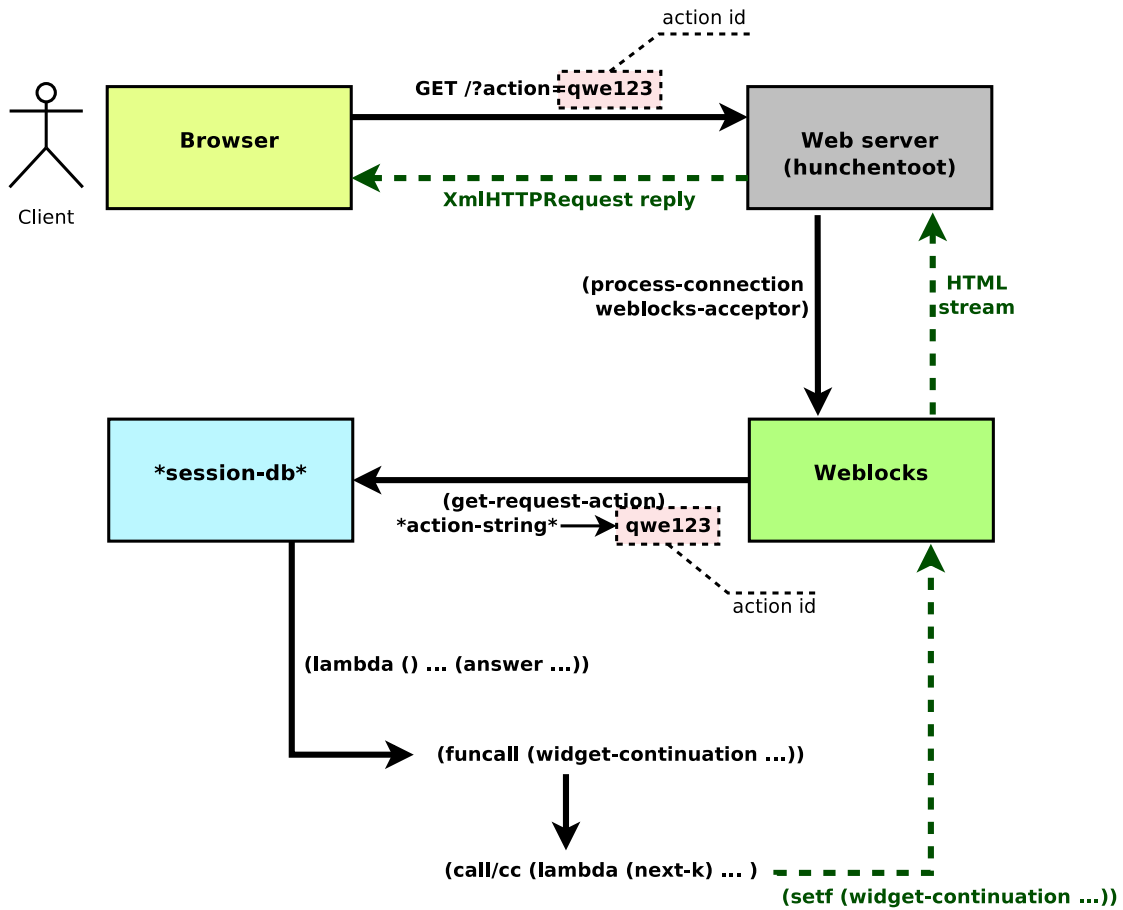 action id
GET /?action=qwe123
Browser
Web server
(hunchentoot)
XmlHTTPRequest reply
Client
(process-connection
weblocks-acceptor)
HTML
stream
*session-db*
Weblocks
(get-request-action)
*action-string*
qwe123
action id
(lambda () ... (answer ...))
(funcall (widget-continuation ...))
(call/cc (lambda (next-k) ... )
(setf (widget-continuation ...))